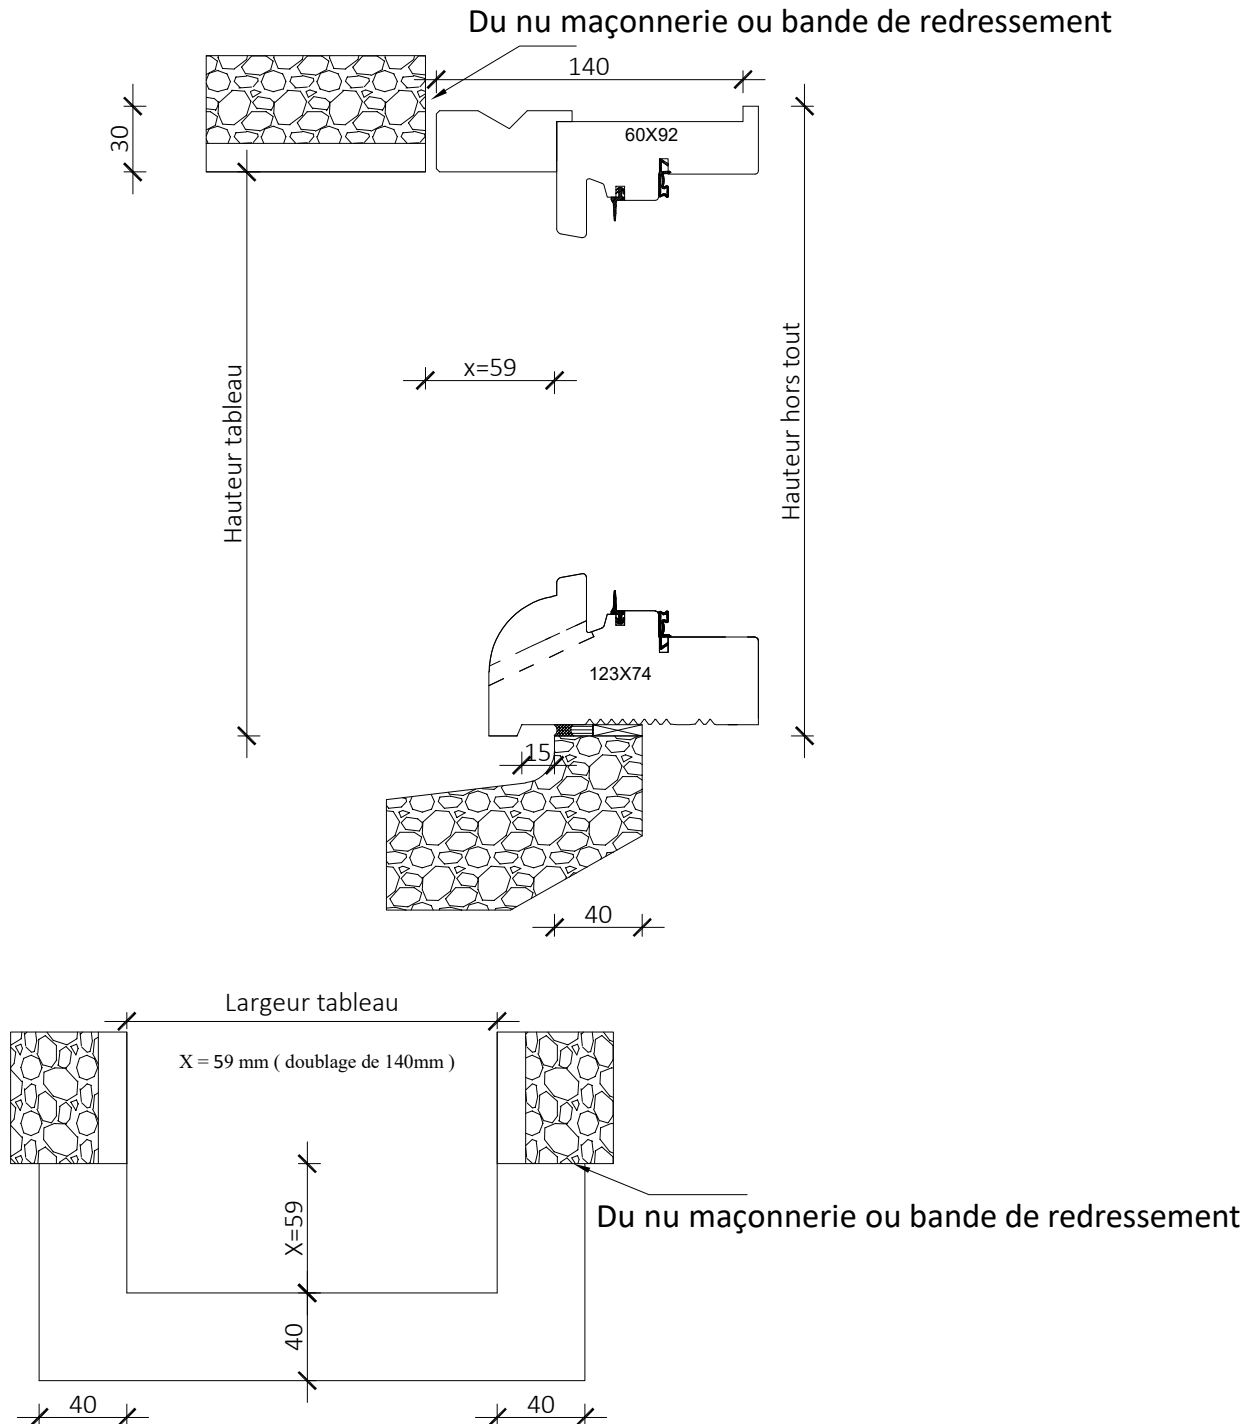 Du nu maçonnerie ou bande de redressement
140
30
60X92
x=59
Hauteur tableau
Hauteur hors tout
123X74
15
40
Largeur tableau
X = 59 mm ( doublage de 140mm )
X=59
Du nu maçonnerie ou bande de redressement
40
40
40